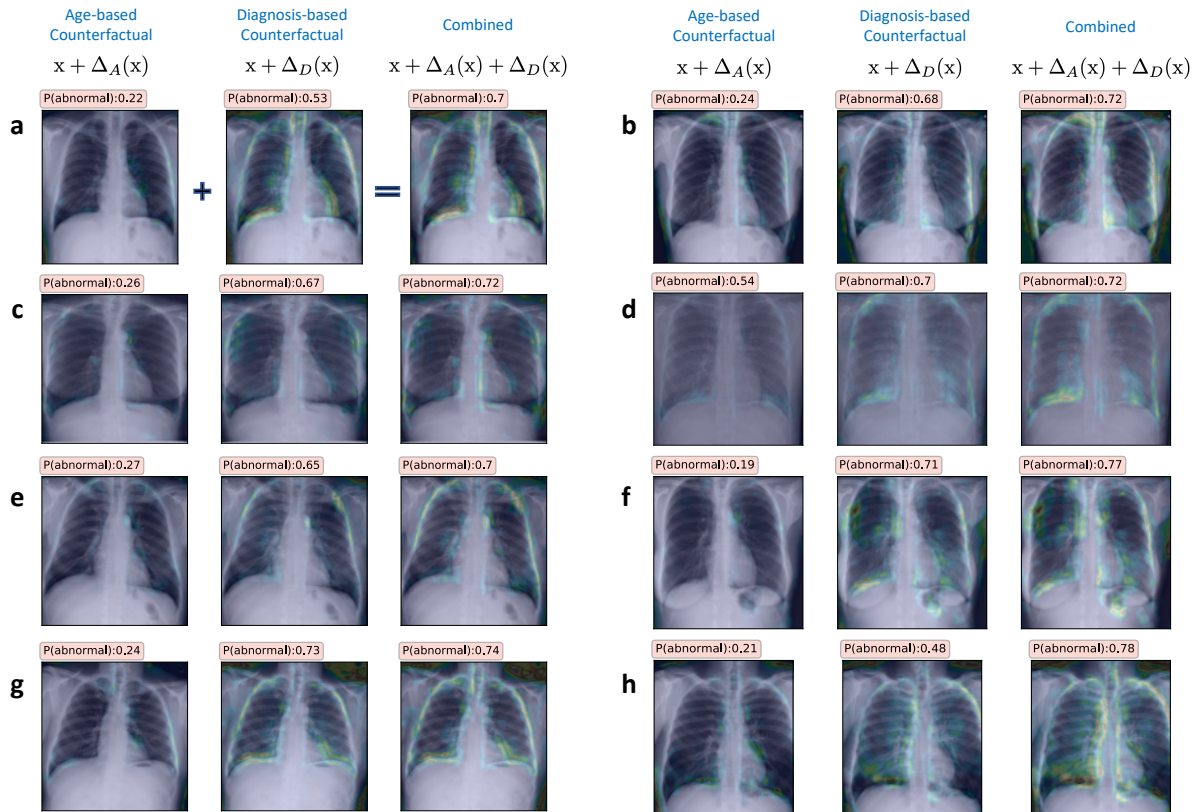 Age-based
Counterfactual
Diagnosis-based
Counterfactual
Combined
Age-based
Counterfactual
Diagnosis-based
Counterfactual
Combined
x + Δ_A(x)
x + Δ_D(x)
x + Δ_A(x) + Δ_D(x)
x + Δ_A(x)
x + Δ_D(x)
x + Δ_A(x) + Δ_D(x)
a
P(abnormal):0.22
+
P(abnormal):0.53
=
P(abnormal):0.7
b
P(abnormal):0.24
P(abnormal):0.68
P(abnormal):0.72
c
P(abnormal):0.26
P(abnormal):0.67
P(abnormal):0.72
d
P(abnormal):0.54
P(abnormal):0.7
P(abnormal):0.72
e
P(abnormal):0.27
P(abnormal):0.65
P(abnormal):0.7
f
P(abnormal):0.19
P(abnormal):0.71
P(abnormal):0.77
g
P(abnormal):0.24
P(abnormal):0.73
P(abnormal):0.74
h
P(abnormal):0.21
P(abnormal):0.48
P(abnormal):0.78